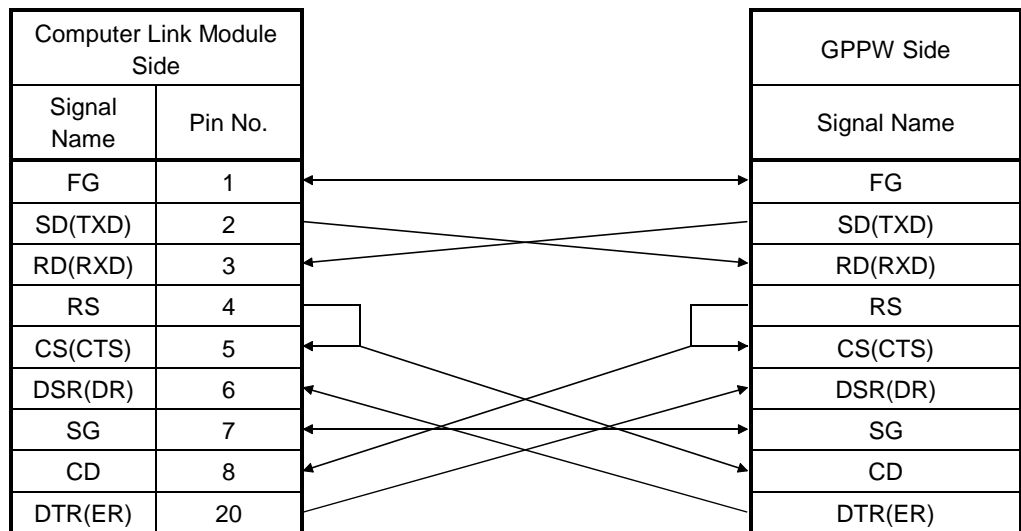 Computer Link Module
Side
GPPW Side
Signal
Name
Pin No.
Signal Name
FG 1 FG
SD(TXD) 2 SD(TXD)
RD(RXD) 3 RD(RXD)
RS 4 RS
CS(CTS) 5 CS(CTS)
DSR(DR) 6 DSR(DR)
SG 7 SG
CD 8 CD
DTR(ER) 20 DTR(ER)